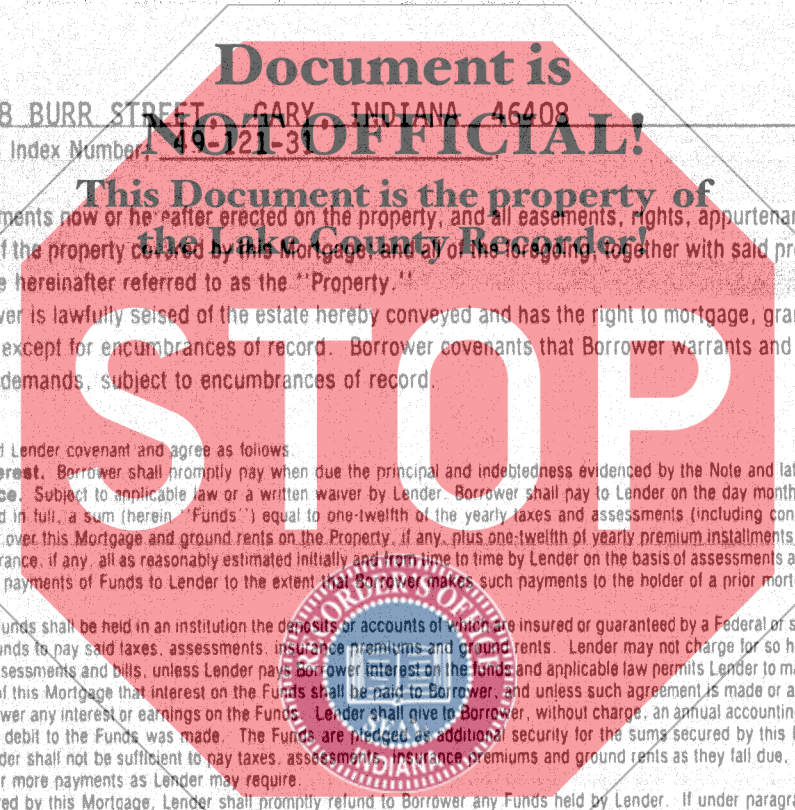 Document is
8 BURR STREET, GARY, INDIANA 46408
NOT OFFICIAL!
Index Number: 49-121-31
This Document is the property of
ments now or hereafter erected on the property, and all easements, rights, appurtenan
the Lake County Recorder!
f the property covered by this Mortgage; and all of the foregoing, together with said pr
e hereinafter referred to as the "Property."
wer is lawfully seised of the estate hereby conveyed and has the right to mortgage, gra
except for encumbrances of record. Borrower covenants that Borrower warrants and
demands, subject to encumbrances of record.
STOP
d Lender covenant and agree as follows
erest. Borrower shall promptly pay when due the principal and indebtedness evidenced by the Note and lat
ce. Subject to applicable law or a written waiver by Lender. Borrower shall pay to Lender on the day month
d in full, a sum (herein "Funds") equal to one-twelfth of the yearly taxes and assessments (including con
over this Mortgage and ground rents on the Property, if any, plus one-twelfth of yearly premium installments
rance, if any, all as reasonably estimated initially and from time to time by Lender on the basis of assessments a
payments of Funds to Lender to the extent that Borrower makes such payments to the holder of a prior mort
unds shall be held in an institution the deposits or accounts of which are insured or guaranteed by a Federal or s
unds to pay said taxes, assessments, insurance premiums and ground rents. Lender may not charge for so h
sessments and bills, unless Lender pays Borrower interest on the funds and applicable law permits Lender to ma
of this Mortgage that interest on the Funds shall be paid to Borrower, and unless such agreement is made or a
wer any interest or earnings on the Funds. Lender shall give to Borrower, without charge, an annual accounting
debit to the Funds was made. The Funds are pledged as additional security for the sums secured by this
der shall not be sufficient to pay taxes, assessments, insurance premiums and ground rents as they fall due,
r more payments as Lender may require.
red by this Mortgage, Lender shall promptly refund to Borrower any Funds held by Lender. If under paragra
RECORDER'S OFFICE
SEAL
INDIANA